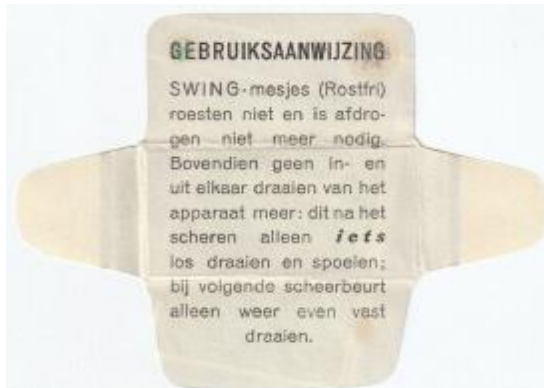 GEBRUIKSAANWIJZING
SWING-mesjes (Rostfri)
roesten niet en is afdro-
gen niet meer nodig.
Bovendien geen in- en
uit elkaar draaien van het
apparaat meer: dit na het
scheren alleen iets
los draaien en spoelen;
bij volgende scheerbeurt
alleen weer even vast
draaien.